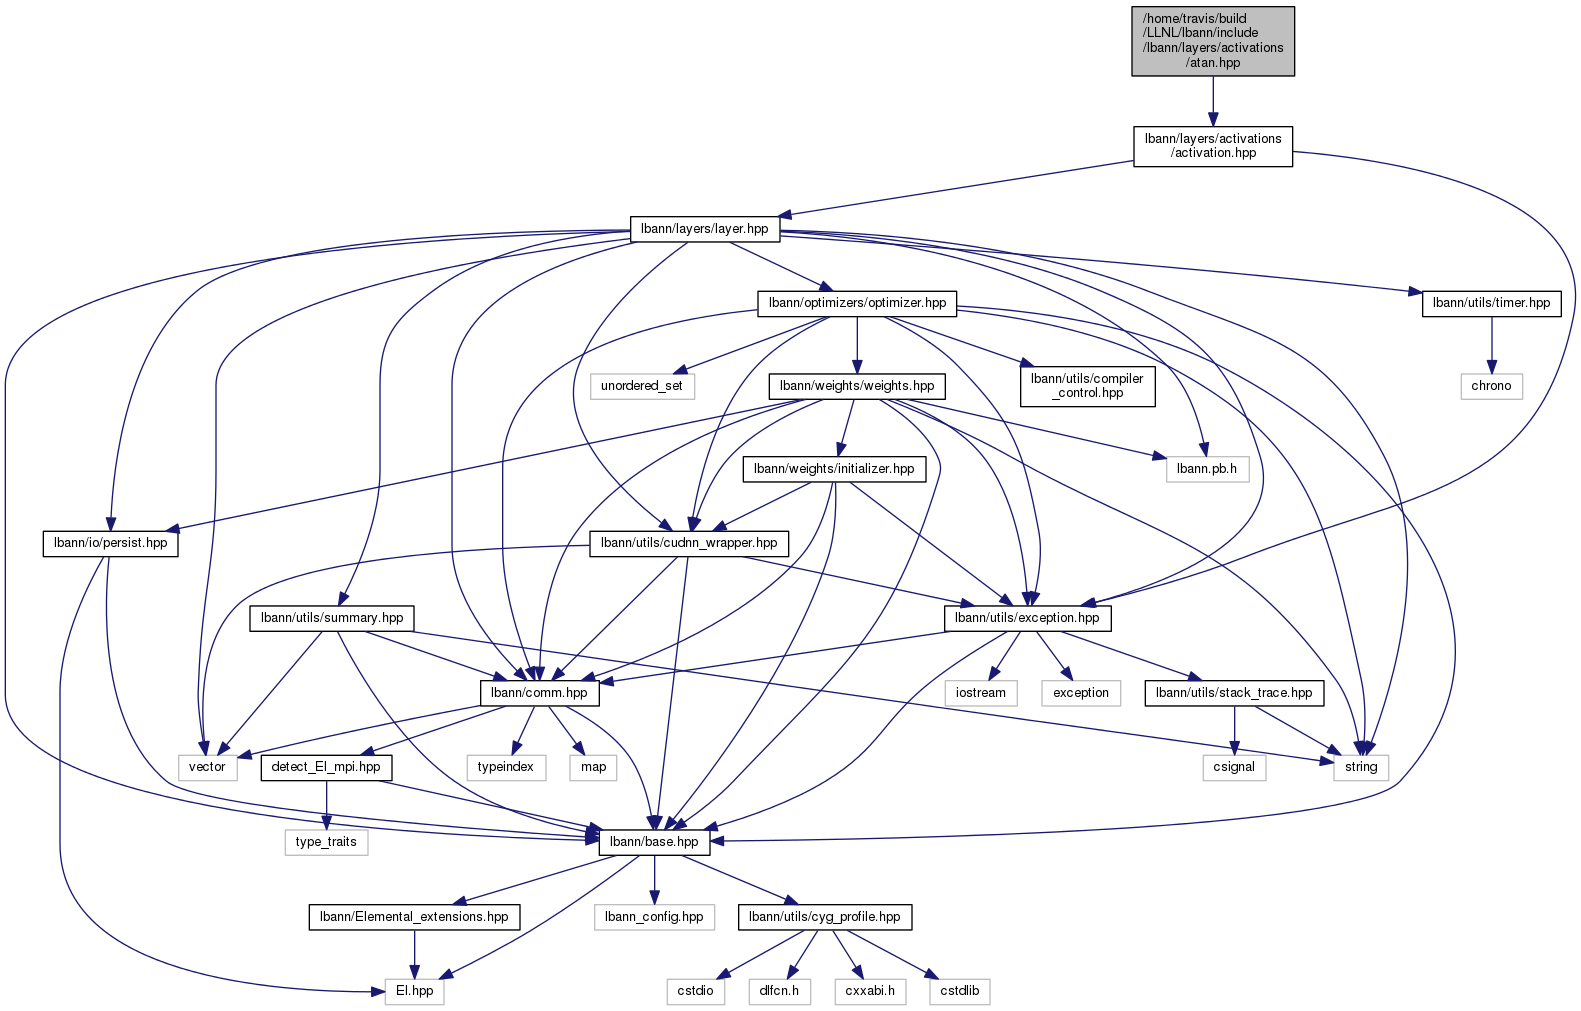 /home/travis/build
/LLNL/lbann/include
/lbann/layers/activations
/atan.hpp
lbann/layers/activations
/activation.hpp
lbann/layers/layer.hpp
lbann/optimizers/optimizer.hpp
lbann/utils/timer.hpp
unordered_set
lbann/weights/weights.hpp
lbann/utils/compiler
_control.hpp
chrono
lbann/weights/initializer.hpp
lbann.pb.h
lbann/io/persist.hpp
lbann/utils/cudnn_wrapper.hpp
lbann/utils/summary.hpp
lbann/utils/exception.hpp
lbann/comm.hpp
iostream
exception
lbann/utils/stack_trace.hpp
vector
detect_El_mpi.hpp
typeindex
map
csignal
string
type_traits
lbann/base.hpp
lbann/Elemental_extensions.hpp
lbann_config.hpp
lbann/utils/cyg_profile.hpp
El.hpp
cstdio
dlfcn.h
cxxabi.h
cstdlib